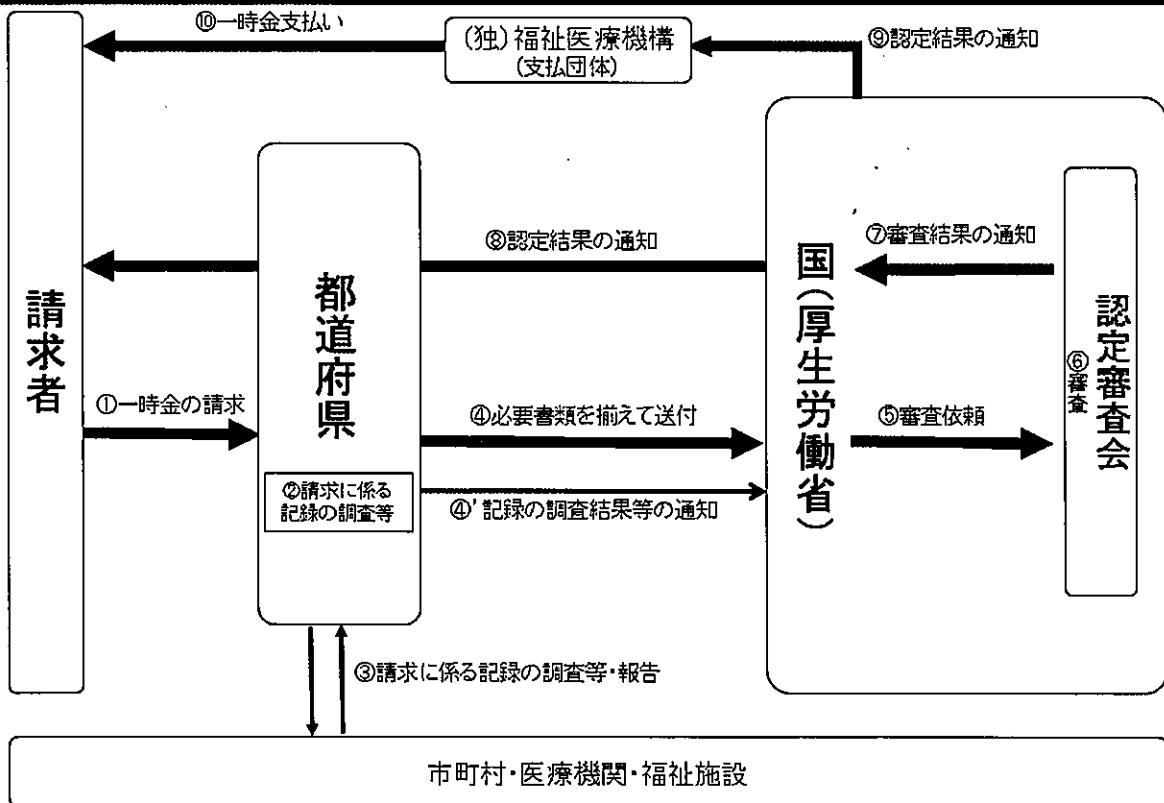 ⑩一時金支払い
(独)福祉医療機構
(支払団体)
⑨認定結果の通知
請求者
都道府県
⑧認定結果の通知
国(厚生労働省)
⑦審査結果の通知
認定審査会
⑥審査
①一時金の請求
④必要書類を揃えて送付
⑤審査依頼
②請求に係る
記録の調査等
④'記録の調査結果等の通知
③請求に係る記録の調査等・報告
市町村・医療機関・福祉施設